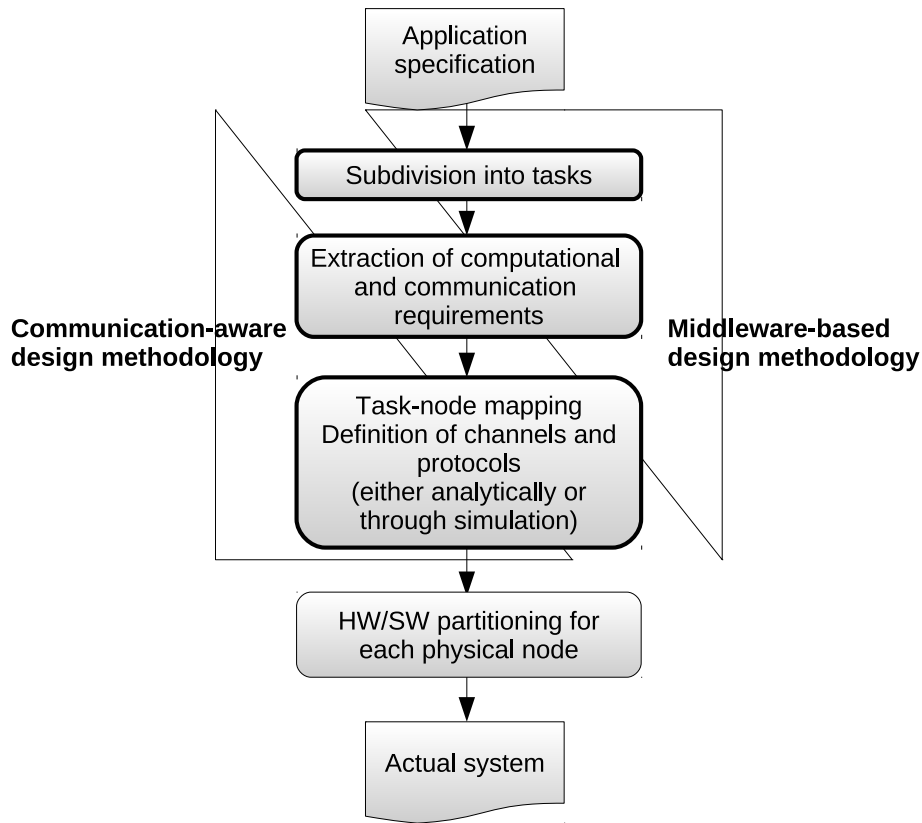 Application
specification
Subdivision into tasks
Extraction of computational
and communication
requirements
Communication-aware
design methodology
Middleware-based
design methodology
Task-node mapping
Definition of channels and
protocols
(either analytically or
through simulation)
HW/SW partitioning for
each physical node
Actual system